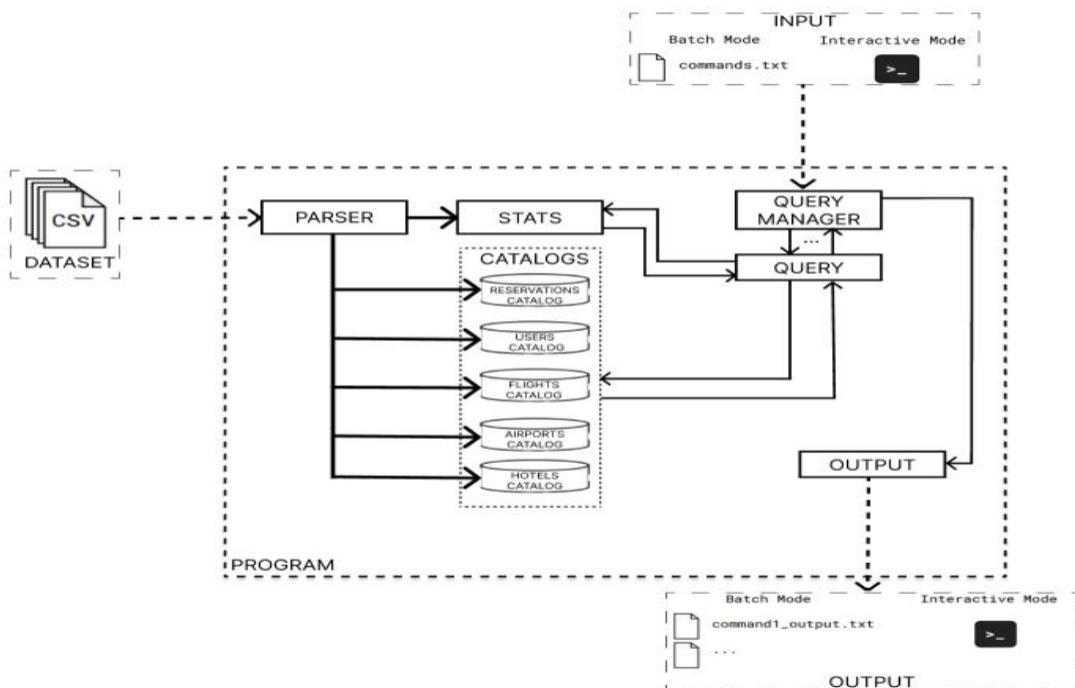 INPUT
Batch Mode Interactive Mode
commands.txt
>_
CSV
DATASET
PARSER
STATS
QUERY
MANAGER
...
QUERY
CATALOGS
RESERVATIONS
CATALOG
USERS
CATALOG
FLIGHTS
CATALOG
AIRPORTS
CATALOG
HOTELS
CATALOG
OUTPUT
PROGRAM
Batch Mode Interactive Mode
command1_output.txt
>_
...
OUTPUT